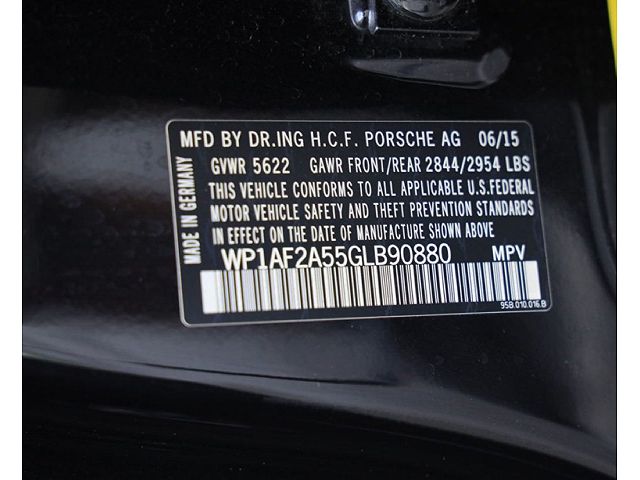 MFD BY DR.ING H.C.F. PORSCHE AG 06/15
GVWR 5622 GAWR FRONT/REAR 2844/2954 LBS
THIS VEHICLE CONFORMS TO ALL APPLICABLE U.S.FEDERAL
MOTOR VEHICLE SAFETY AND THEFT PREVENTION STANDARDS
IN EFFECT ON THE DATE OF MANUFACTURE SHOWN ABOVE
WP1AF2A55GLB90880 MPV
95B.010.016.B
MADE IN GERMANY